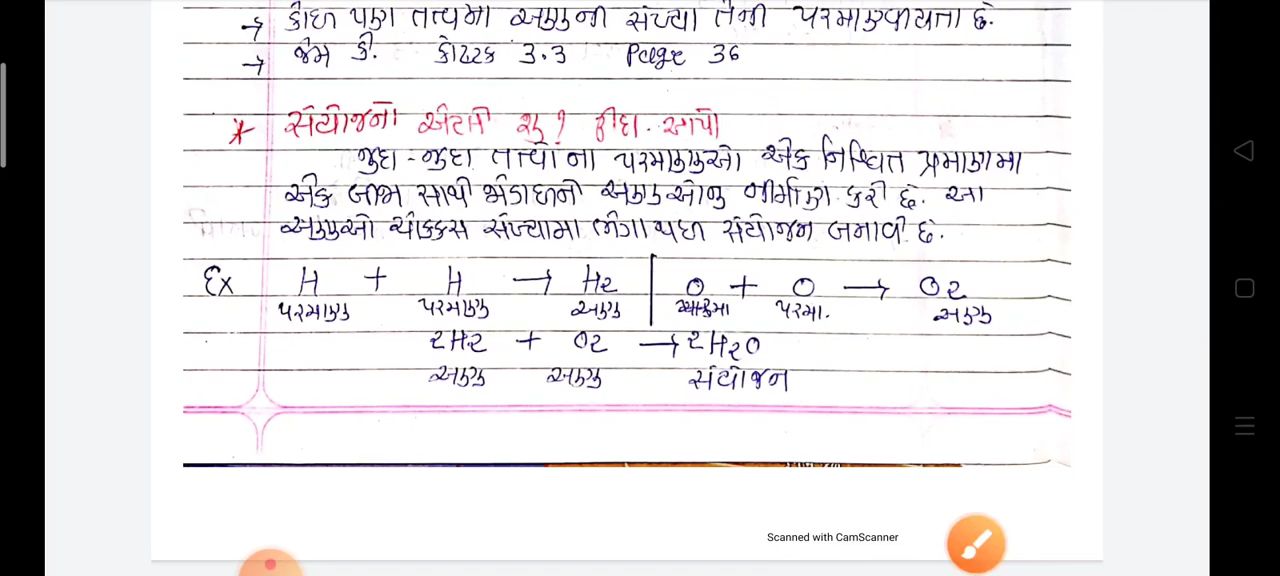 → કોઈ પણ તત્વમા અણુની સંખ્યા તેની પરમાણ્વીયતા છે.
→ જેમ કી. કોષ્ટક 3.3 Page 36
* સંયોજનો એટલે શુ? ઉદા. આપો
જુદા-જુદા તત્ત્વોના પરમાણુઓ એક નિશ્ચિત પ્રમાણમા
એક બીજા સાથી જોડાઈને અણુઓનુ નીર્માણ કરે છે. આ
અણુઓ ચોક્કસ સંખ્યામા ભેગા થઈ સંયોજન બનાવે છે.
Ex H + H → H2 | O + O → O2
પરમાણુ પરમાણુ અણુ પરમા. અણુ
2H2 + O2 → 2H2O
અણુ અણુ સંયોજન
Scanned with CamScanner